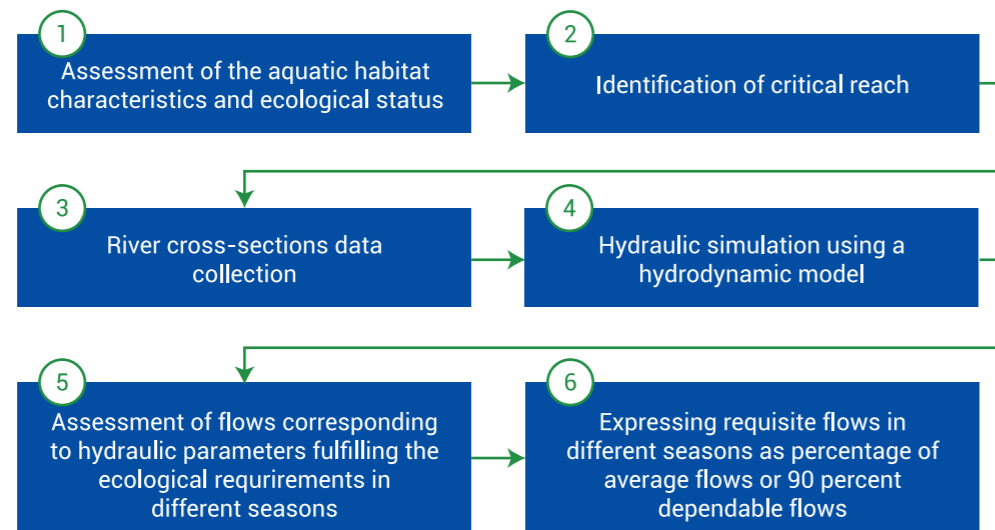 1
Assessment of the aquatic habitat
characteristics and ecological status
2
Identification of critical reach
3
River cross-sections data
collection
4
Hydraulic simulation using a
hydrodynamic model
5
Assessment of flows corresponding
to hydraulic parameters fulfilling the
ecological requrirements in
different seasons
6
Expressing requisite flows in
different seasons as percentage of
average flows or 90 percent
dependable flows